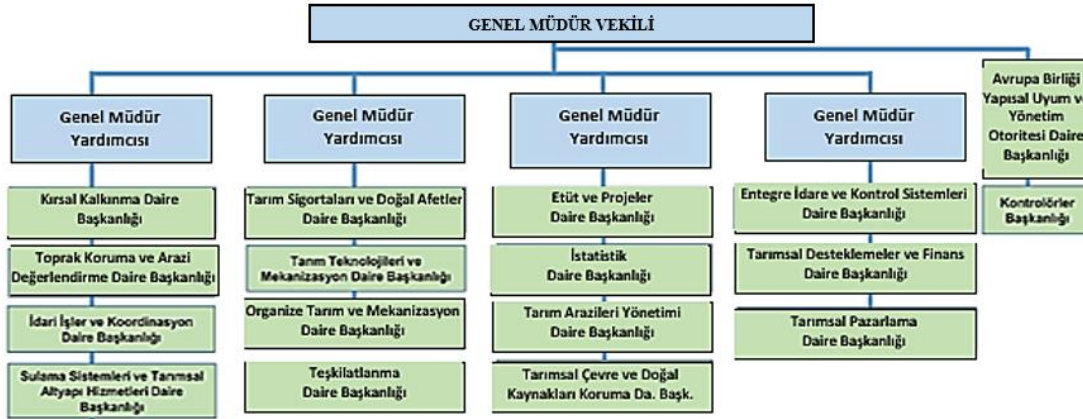 GENEL MÜDÜR VEKİLİ
Genel Müdür
Yardımcısı
Kırsal Kalkınma Daire
Başkanlığı
Toprak Koruma ve Arazi
Değerlendirme Daire Başkanlığı
İdari İşler ve Koordinasyon
Daire Başkanlığı
Sulama Sistemleri ve Tarımsal
Altyapı Hizmetleri Daire
Başkanlığı
Genel Müdür
Yardımcısı
Tarım Sigortaları ve Doğal Afetler
Daire Başkanlığı
Tarım Teknolojileri ve
Mekanizasyon Daire Başkanlığı
Organize Tarım ve Mekanizasyon
Daire Başkanlığı
Teşkilatlanma
Daire Başkanlığı
Genel Müdür
Yardımcısı
Etüt ve Projeler
Daire Başkanlığı
İstatistik
Daire Başkanlığı
Tarım Arazileri Yönetimi
Daire Başkanlığı
Tarımsal Çevre ve Doğal
Kaynakları Koruma Da. Başk.
Genel Müdür
Yardımcısı
Entegre İdare ve Kontrol Sistemleri
Daire Başkanlığı
Tarımsal Desteklemeler ve Finans
Daire Başkanlığı
Tarımsal Pazarlama
Daire Başkanlığı
Avrupa Birliği
Yapısal Uyum ve
Yönetim
Otoritesi Daire
Başkanlığı
Kontrolörler
Başkanlığı